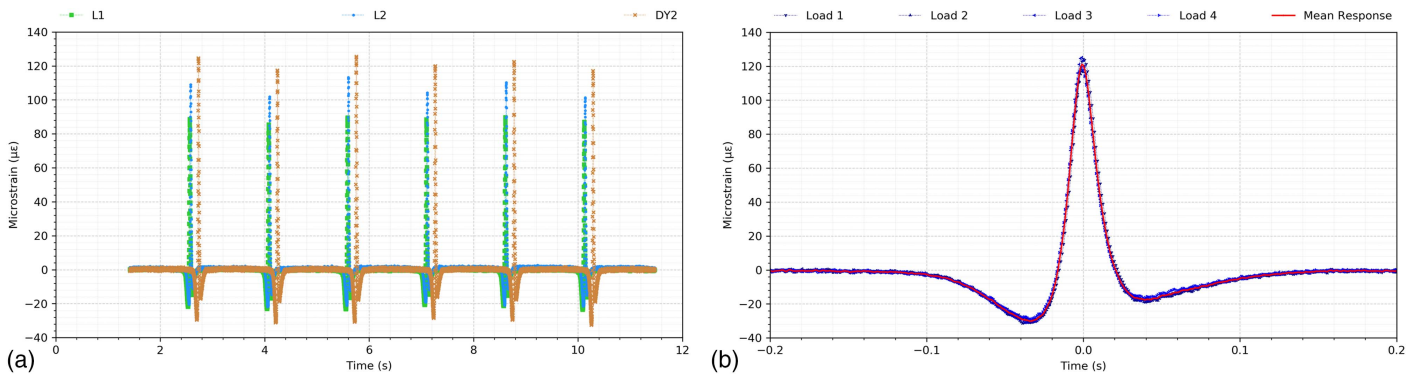 L1 L2 DY2
Microstrain (με)
140
120
100
80
60
40
20
0
−20
−40
0 2 4 6 8 10 12
Time (s)
(a)
Load 1 Load 2 Load 3 Load 4 Mean Response
Microstrain (με)
140
120
100
80
60
40
20
0
−20
−40
−0.2 −0.1 0.0 0.1 0.2
Time (s)
(b)